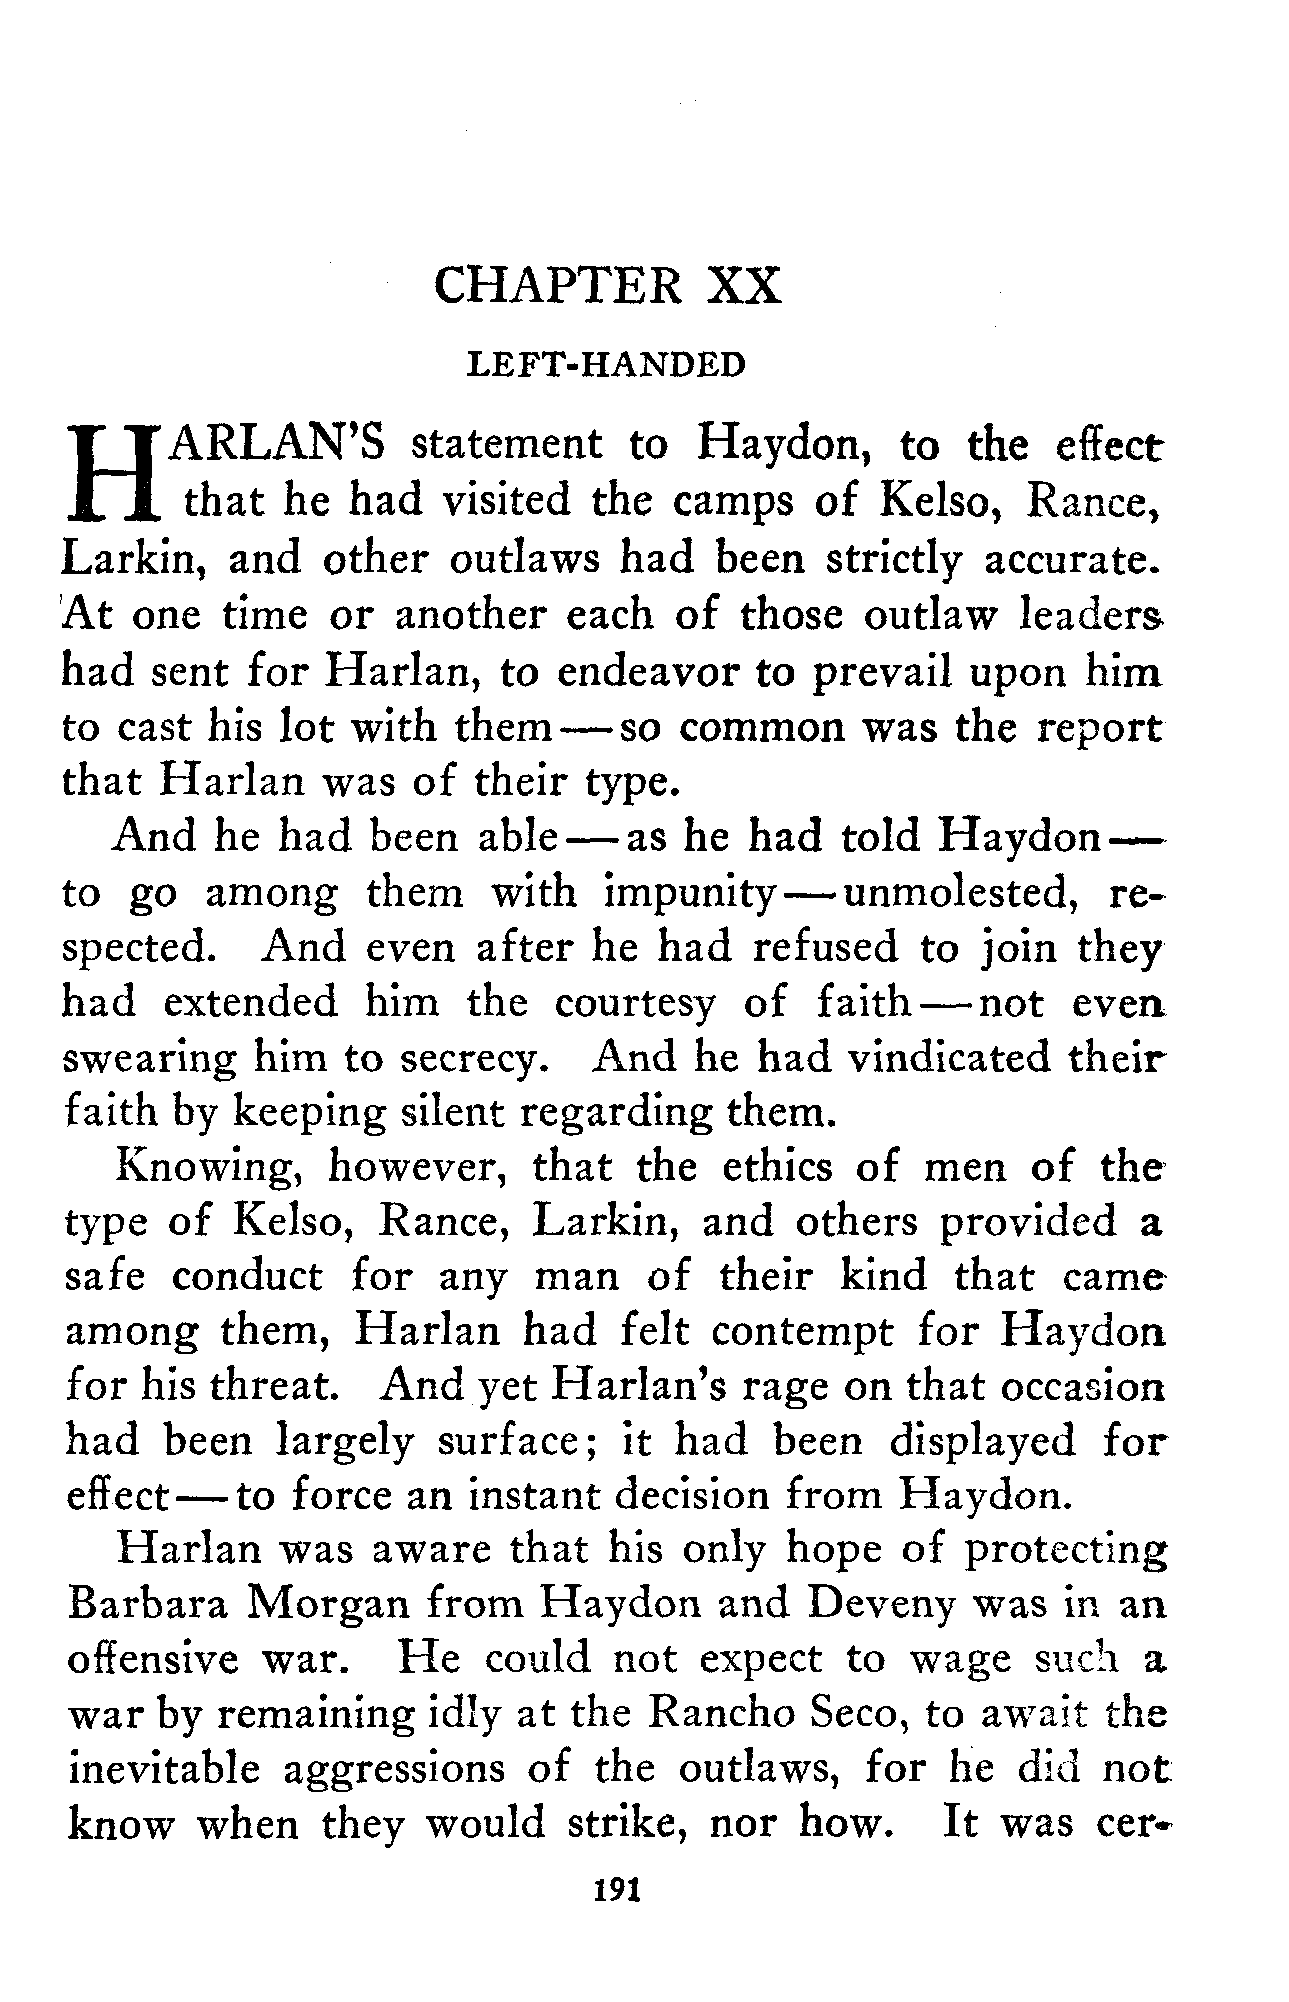 CHAPTER XX
LEFT-HANDED
HARLAN'S statement to Haydon, to the effect
that he had visited the camps of Kelso, Rance,
Larkin, and other outlaws had been strictly accurate.
At one time or another each of those outlaw leaders
had sent for Harlan, to endeavor to prevail upon him
to cast his lot with them—so common was the report
that Harlan was of their type.
And he had been able—as he had told Haydon—
to go among them with impunity—unmolested, re-
spected. And even after he had refused to join they
had extended him the courtesy of faith—not even
swearing him to secrecy. And he had vindicated their
faith by keeping silent regarding them.
Knowing, however, that the ethics of men of the
type of Kelso, Rance, Larkin, and others provided a
safe conduct for any man of their kind that came
among them, Harlan had felt contempt for Haydon
for his threat. And yet Harlan's rage on that occasion
had been largely surface; it had been displayed for
effect—to force an instant decision from Haydon.
Harlan was aware that his only hope of protecting
Barbara Morgan from Haydon and Deveny was in an
offensive war. He could not expect to wage such a
war by remaining idly at the Rancho Seco, to await the
inevitable aggressions of the outlaws, for he did not
know when they would strike, nor how. It was cer-
191